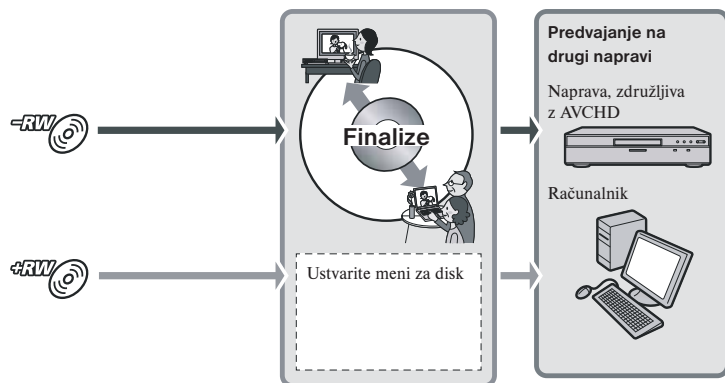 -RW
Finalize
+RW
Ustvarite meni za disk
Predvajanje na
drugi napravi
Naprava, združljiva
z AVCHD
Računalnik